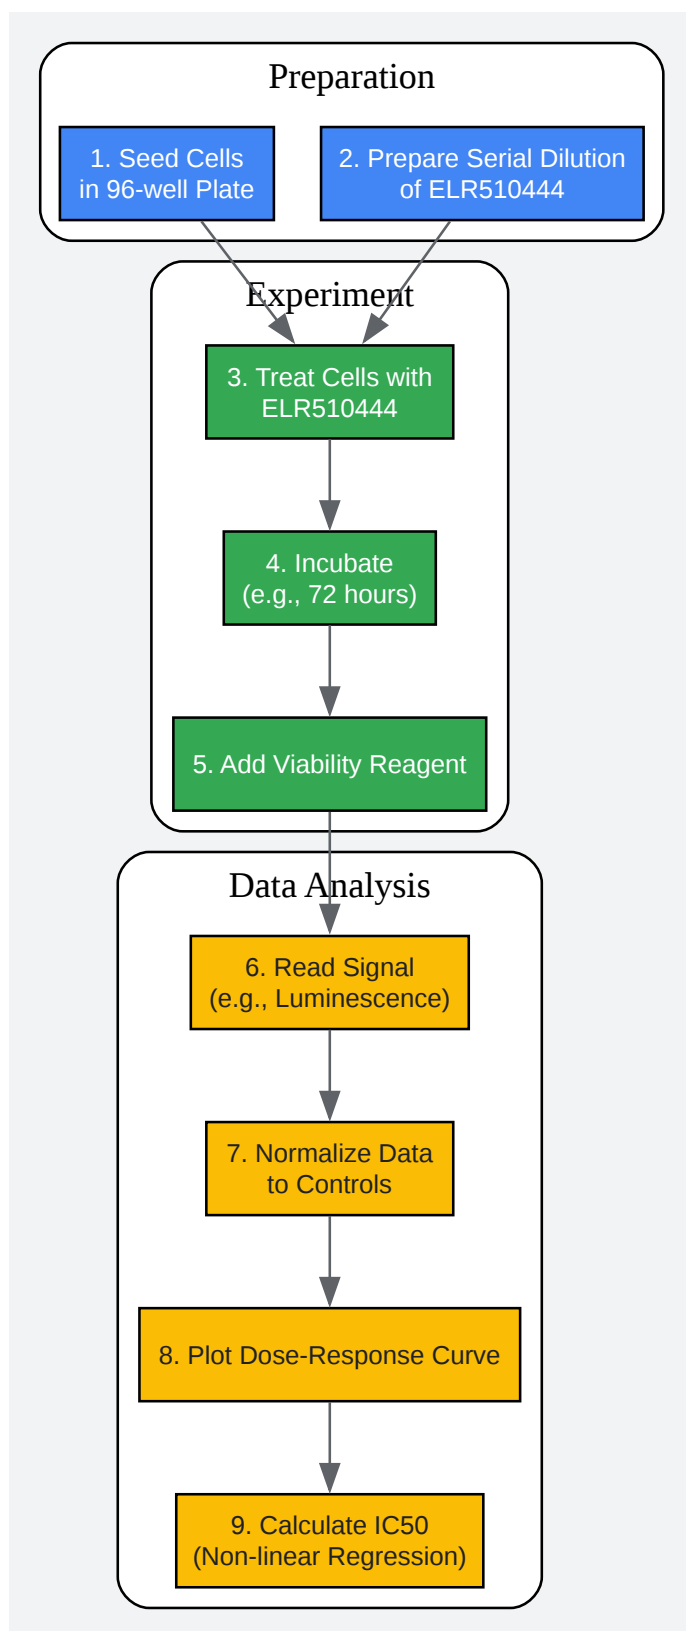 Preparation
1. Seed Cells
in 96-well Plate
2. Prepare Serial Dilution
of ELR510444
Experiment
3. Treat Cells with
ELR510444
4. Incubate
(e.g., 72 hours)
5. Add Viability Reagent
Data Analysis
6. Read Signal
(e.g., Luminescence)
7. Normalize Data
to Controls
8. Plot Dose-Response Curve
9. Calculate IC50
(Non-linear Regression)